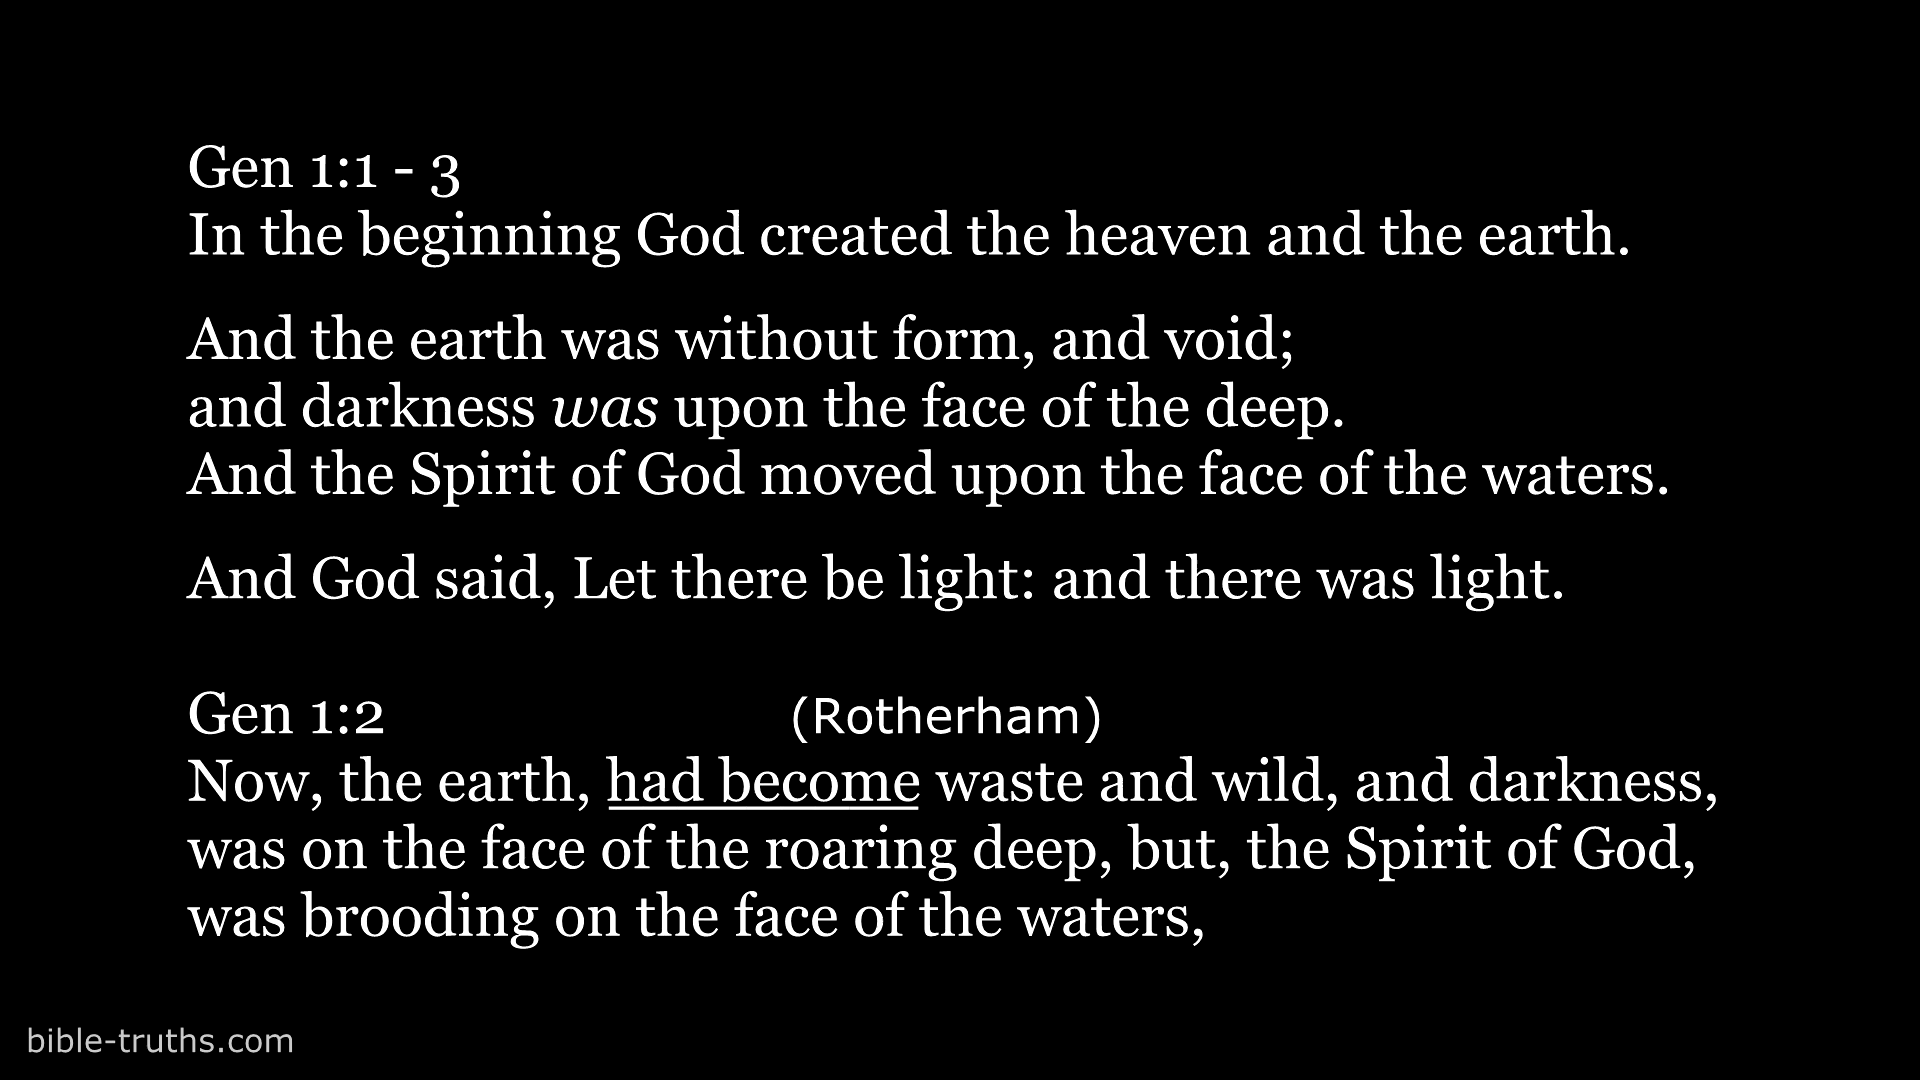 Gen 1:1 - 3
In the beginning God created the heaven and the earth.
And the earth was without form, and void;
and darkness was upon the face of the deep.
And the Spirit of God moved upon the face of the waters.
And God said, Let there be light: and there was light.
Gen 1:2 (Rotherham)
Now, the earth, had become waste and wild, and darkness,
was on the face of the roaring deep, but, the Spirit of God,
was brooding on the face of the waters,
bible-truths.com